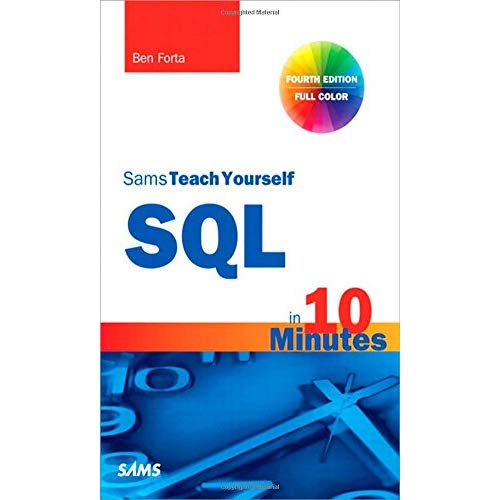 Ben Forta
FOURTH EDITION
FULL COLOR
Sams Teach Yourself
SQL
in 10
Minutes
SAMS